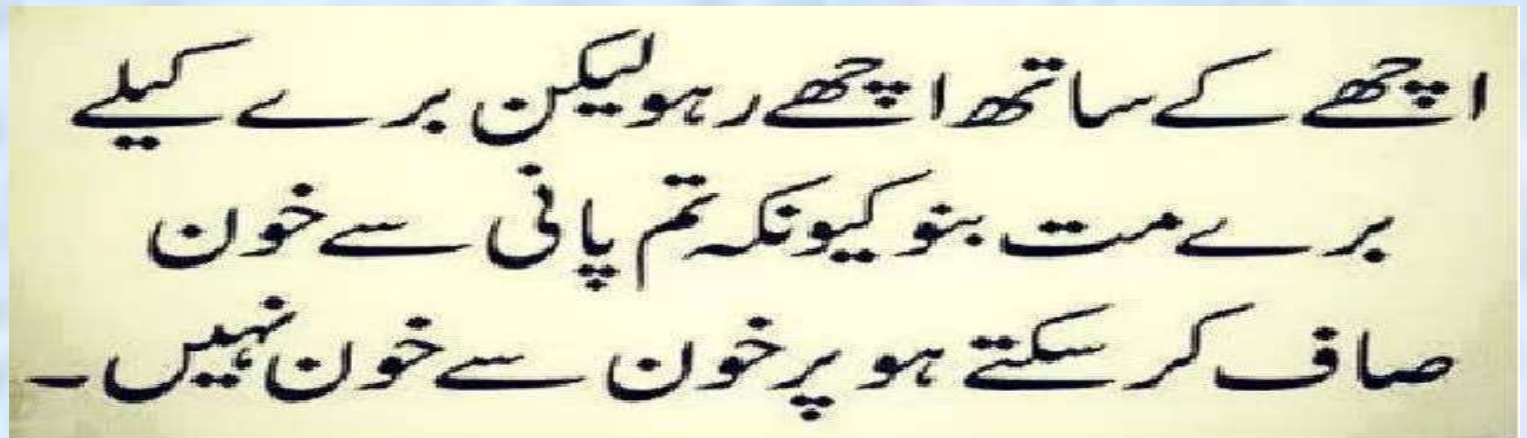 اچھے کے ساتھ اچھے رہو لیکن برے کیلے
برے مت بنو کیونکہ تم پانی سے خون
صاف کر سکتے ہو پر خون سے خون نہیں۔